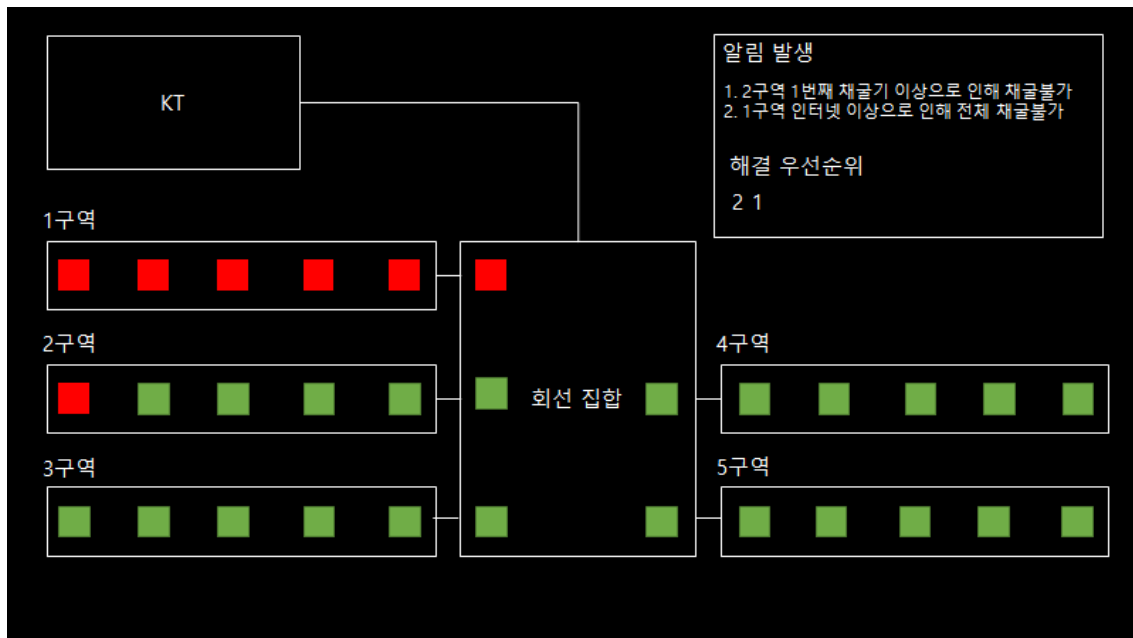 KT
알림 발생
1. 2구역 1번째 채굴기 이상으로 인해 채굴불가
2. 1구역 인터넷 이상으로 인해 전체 채굴불가
해결 우선순위
2 1
1구역
2구역
3구역
회선 집합
4구역
5구역